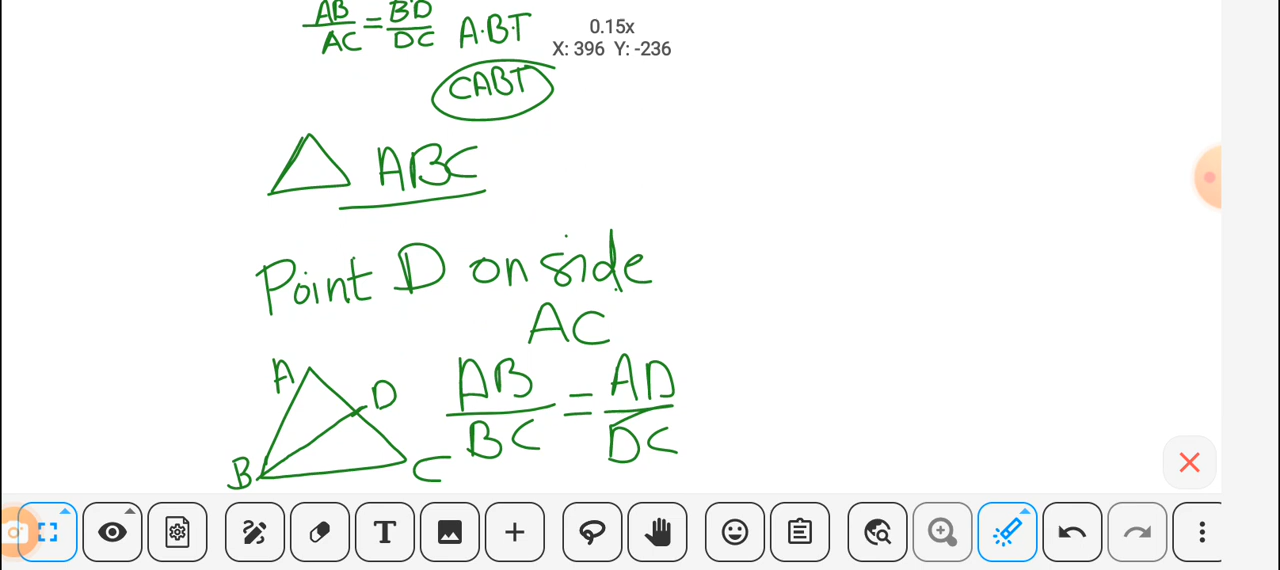 AB/AC = BD/DC A·B·T
0.15x
X: 396 Y: -236
CABT
△ ABC
Point D on side
AC
A D B C
AB/BC = AD/DC
T